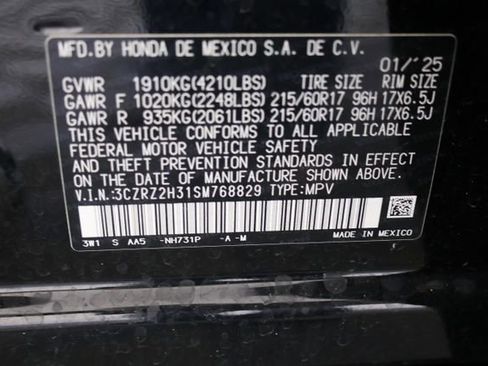 MFD.BY HONDA DE MEXICO S.A. DE C.V.
01/'25
GVWR 1910KG(4210LBS) TIRE SIZE RIM SIZE
GAWR F 1020KG(2248LBS) 215/60R17 96H 17X6.5J
GAWR R 935KG(2061LBS) 215/60R17 96H 17X6.5J
THIS VEHICLE CONFORMS TO ALL APPLICABLE
FEDERAL MOTOR VEHICLE SAFETY
AND THEFT PREVENTION STANDARDS IN EFFECT
ON THE DATE OF MANUFACTURE SHOWN ABOVE.
V.I.N.:3CZRZ2H31SM768829 TYPE:MPV
3W1 S AA5 -NH731P -A-M MADE IN MEXICO